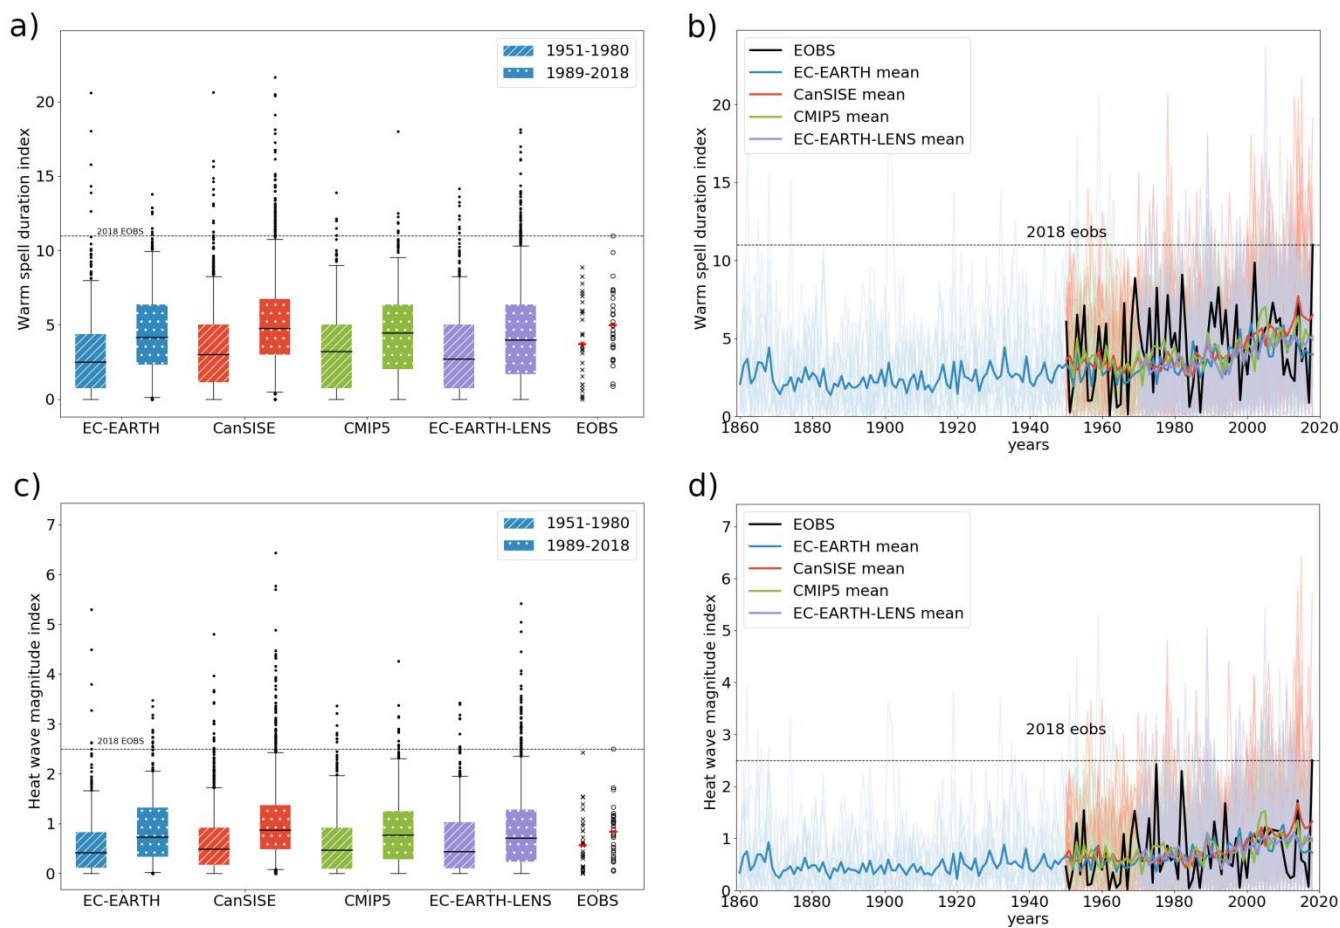 a)
Warm spell duration index
20
15
10
5
0
1951-1980
1989-2018
2018 EOBS
EC-EARTH
CanSISE
CMIP5
EC-EARTH-LENS
EOBS
b)
Warm spell duration index
20
15
10
5
0
EOBS
EC-EARTH mean
CanSISE mean
CMIP5 mean
EC-EARTH-LENS mean
2018 eobs
1860
1880
1900
1920
1940
1960
1980
2000
2020
years
c)
Heat wave magnitude index
7
6
5
4
3
2
1
0
1951-1980
1989-2018
2018 EOBS
EC-EARTH
CanSISE
CMIP5
EC-EARTH-LENS
EOBS
d)
Heat wave magnitude index
7
6
5
4
3
2
1
0
EOBS
EC-EARTH mean
CanSISE mean
CMIP5 mean
EC-EARTH-LENS mean
2018 eobs
1860
1880
1900
1920
1940
1960
1980
2000
2020
years